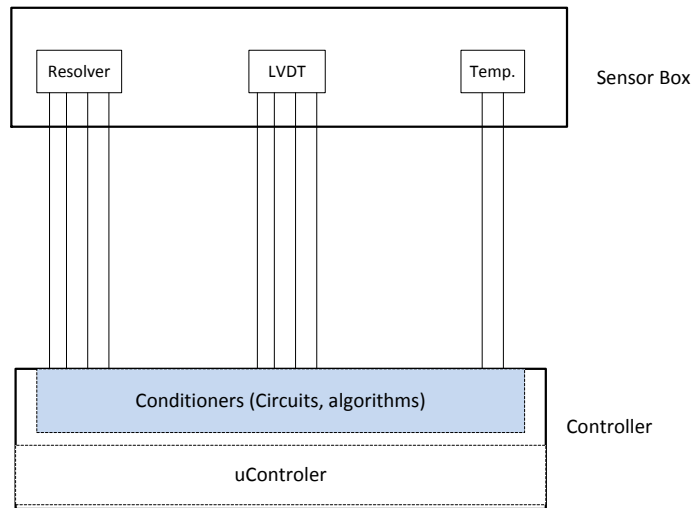 Resolver
LVDT
Temp.
Sensor Box
Conditioners (Circuits, algorithms)
Controller
uControler